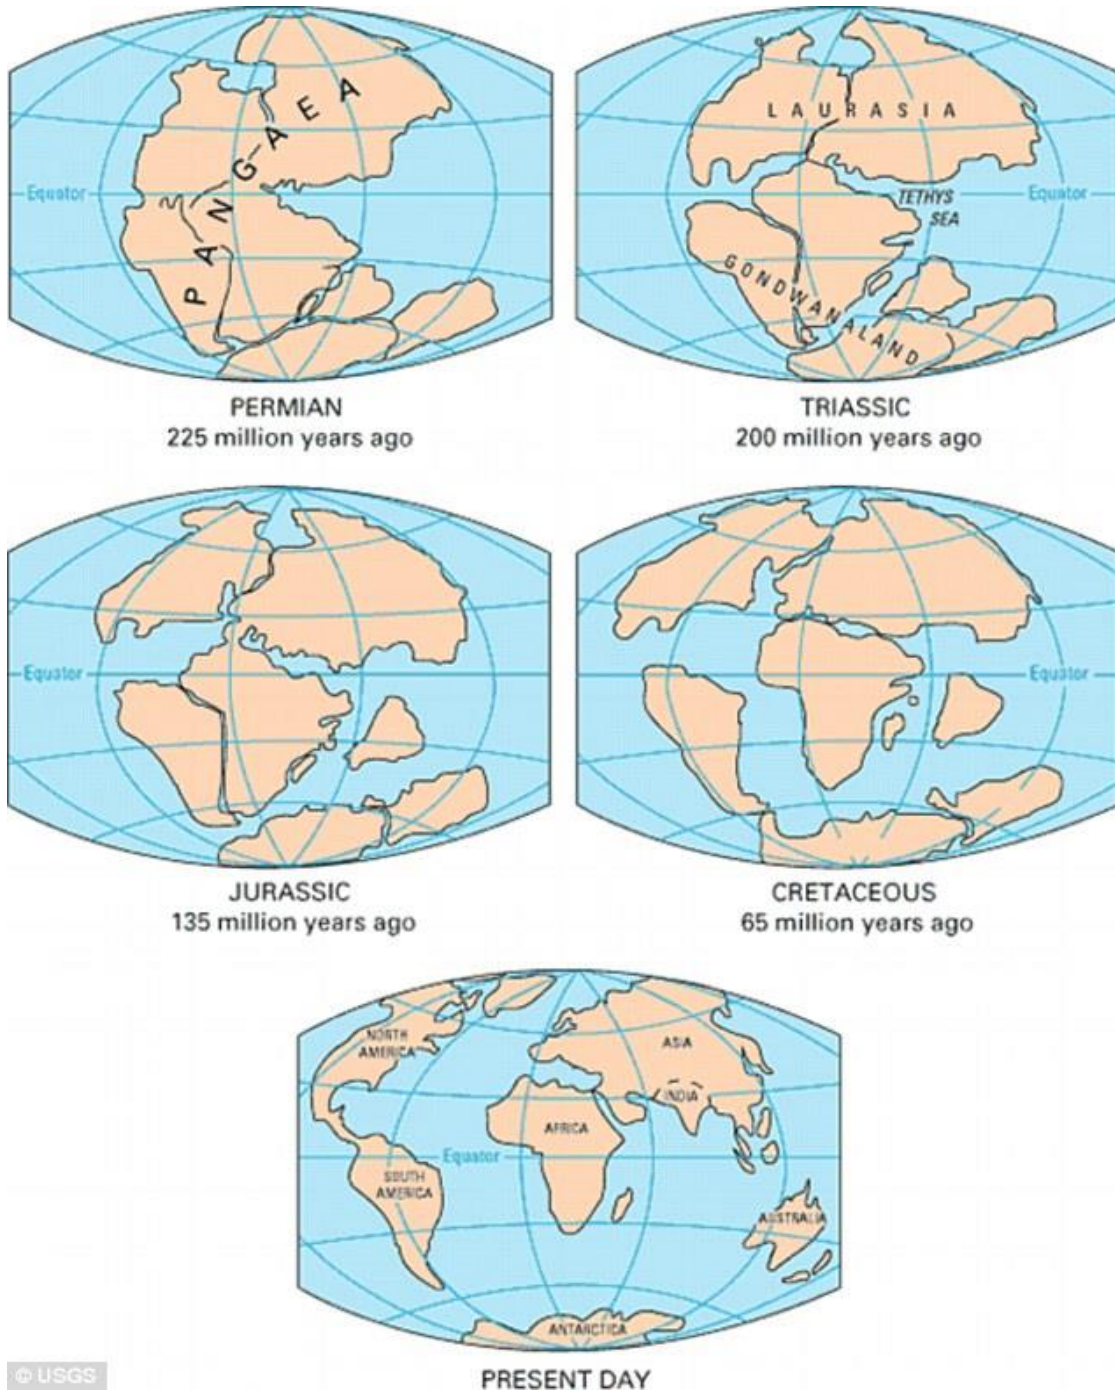 PANGAEA
Equator
PERMIAN
225 million years ago
LAURASIA
TETHYS
SEA
Equator
GONDWANALAND
TRIASSIC
200 million years ago
Equator
JURASSIC
135 million years ago
Equator
CRETACEOUS
65 million years ago
NORTH
AMERICA
ASIA
INDIA
AFRICA
Equator
SOUTH
AMERICA
AUSTRALIA
ANTARCTICA
© USGS
PRESENT DAY